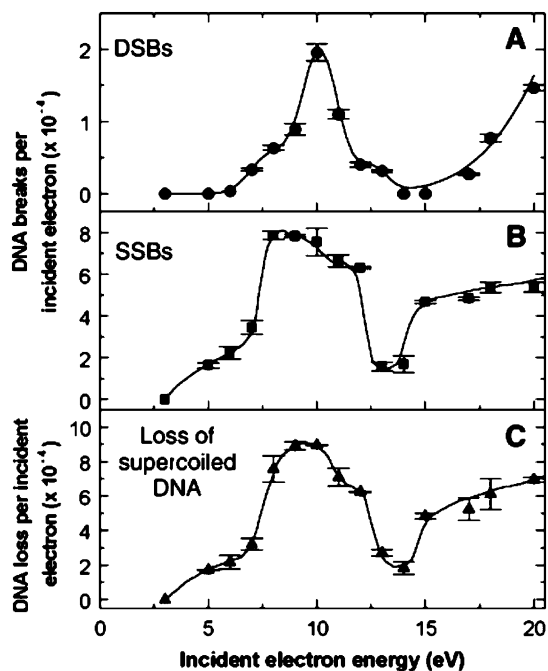 A
DSBs
2
1
0
DNA breaks per
incident electron (x 10⁻⁴)
B
SSBs
8
6
4
2
0
C
Loss of
supercoiled
DNA
10
8
6
4
2
0
DNA loss per incident
electron (x 10⁻⁴)
0 5 10 15 20
Incident electron energy (eV)